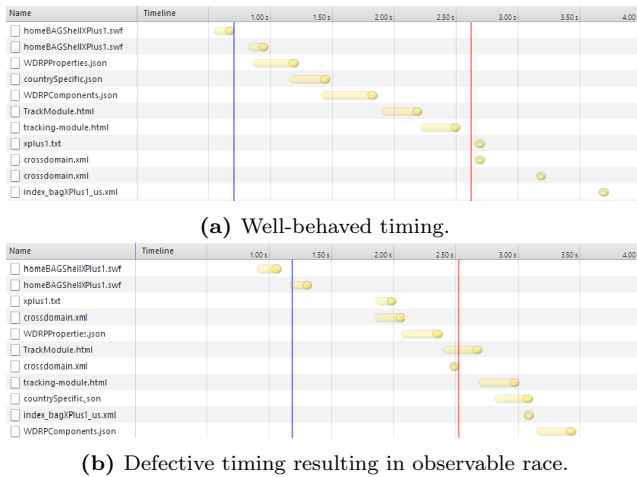 Name Timeline
1.00 s 1.50 s 2.00 s 2.50 s 3.00 s 3.50 s 4.00
homeBAGShellXPlus1.swf
homeBAGShellXPlus1.swf
WDRPProperties.json
countrySpecific.json
WDRPComponents.json
TrackModule.html
tracking-module.html
xplus1.txt
crossdomain.xml
crossdomain.xml
index_bagXPlus1_us.xml
(a) Well-behaved timing.
Name Timeline
1.00 s 1.50 s 2.00 s 2.50 s 3.00 s 3.50 s 4.00
homeBAGShellXPlus1.swf
homeBAGShellXPlus1.swf
xplus1.txt
crossdomain.xml
WDRPProperties.json
TrackModule.html
crossdomain.xml
tracking-module.html
countrySpecific.json
index_bagXPlus1_us.xml
WDRPComponents.json
(b) Defective timing resulting in observable race.